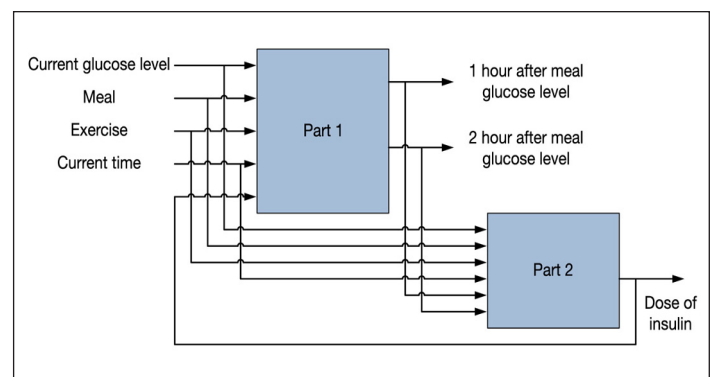 Current glucose level
Meal
Exercise
Current time
Part 1
1 hour after meal
glucose level
2 hour after meal
glucose level
Part 2
Dose of
insulin